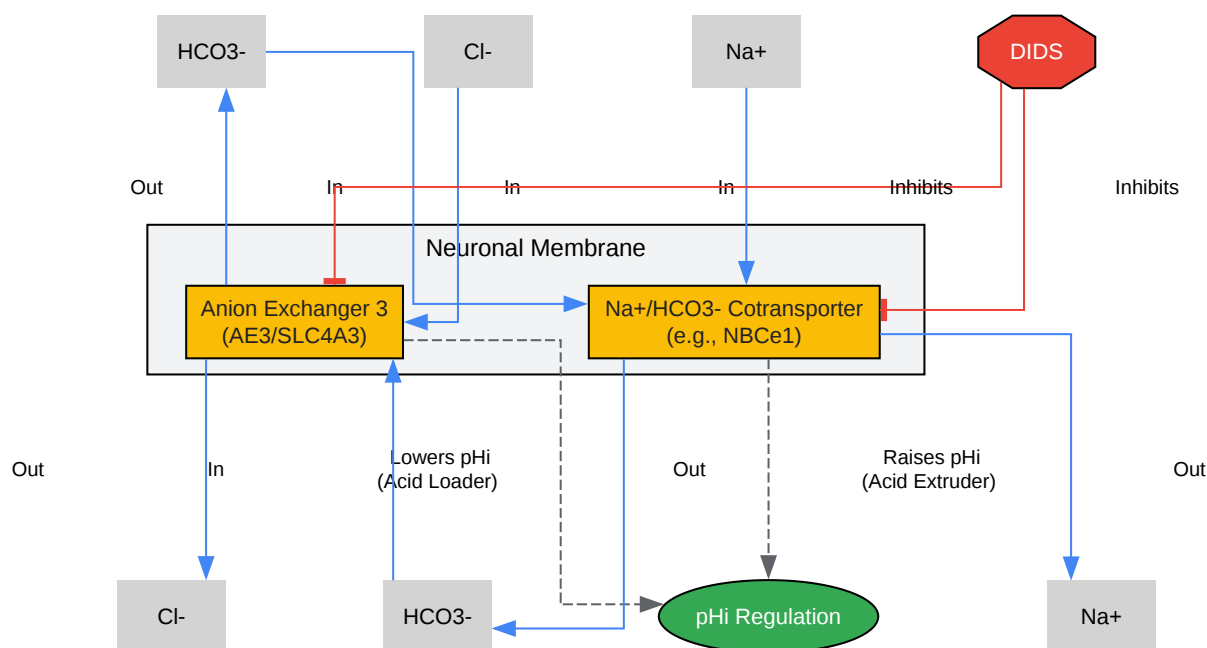 HCO3-
Cl-
Na+
DIDS
Out
In
In
In
Inhibits
Inhibits
Neuronal Membrane
Anion Exchanger 3
(AE3/SLC4A3)
Na+/HCO3- Cotransporter
(e.g., NBCe1)
Out
In
Lowers pHi
(Acid Loader)
Out
Raises pHi
(Acid Extruder)
Out
Cl-
HCO3-
pHi Regulation
Na+